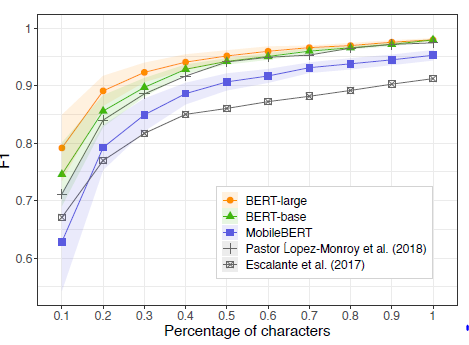 F1
1
0.9
0.8
0.7
0.6
BERT-large
BERT-base
MobileBERT
Pastor Lopez-Monroy et al. (2018)
Escalante et al. (2017)
0.1 0.2 0.3 0.4 0.5 0.6 0.7 0.8 0.9 1
Percentage of characters